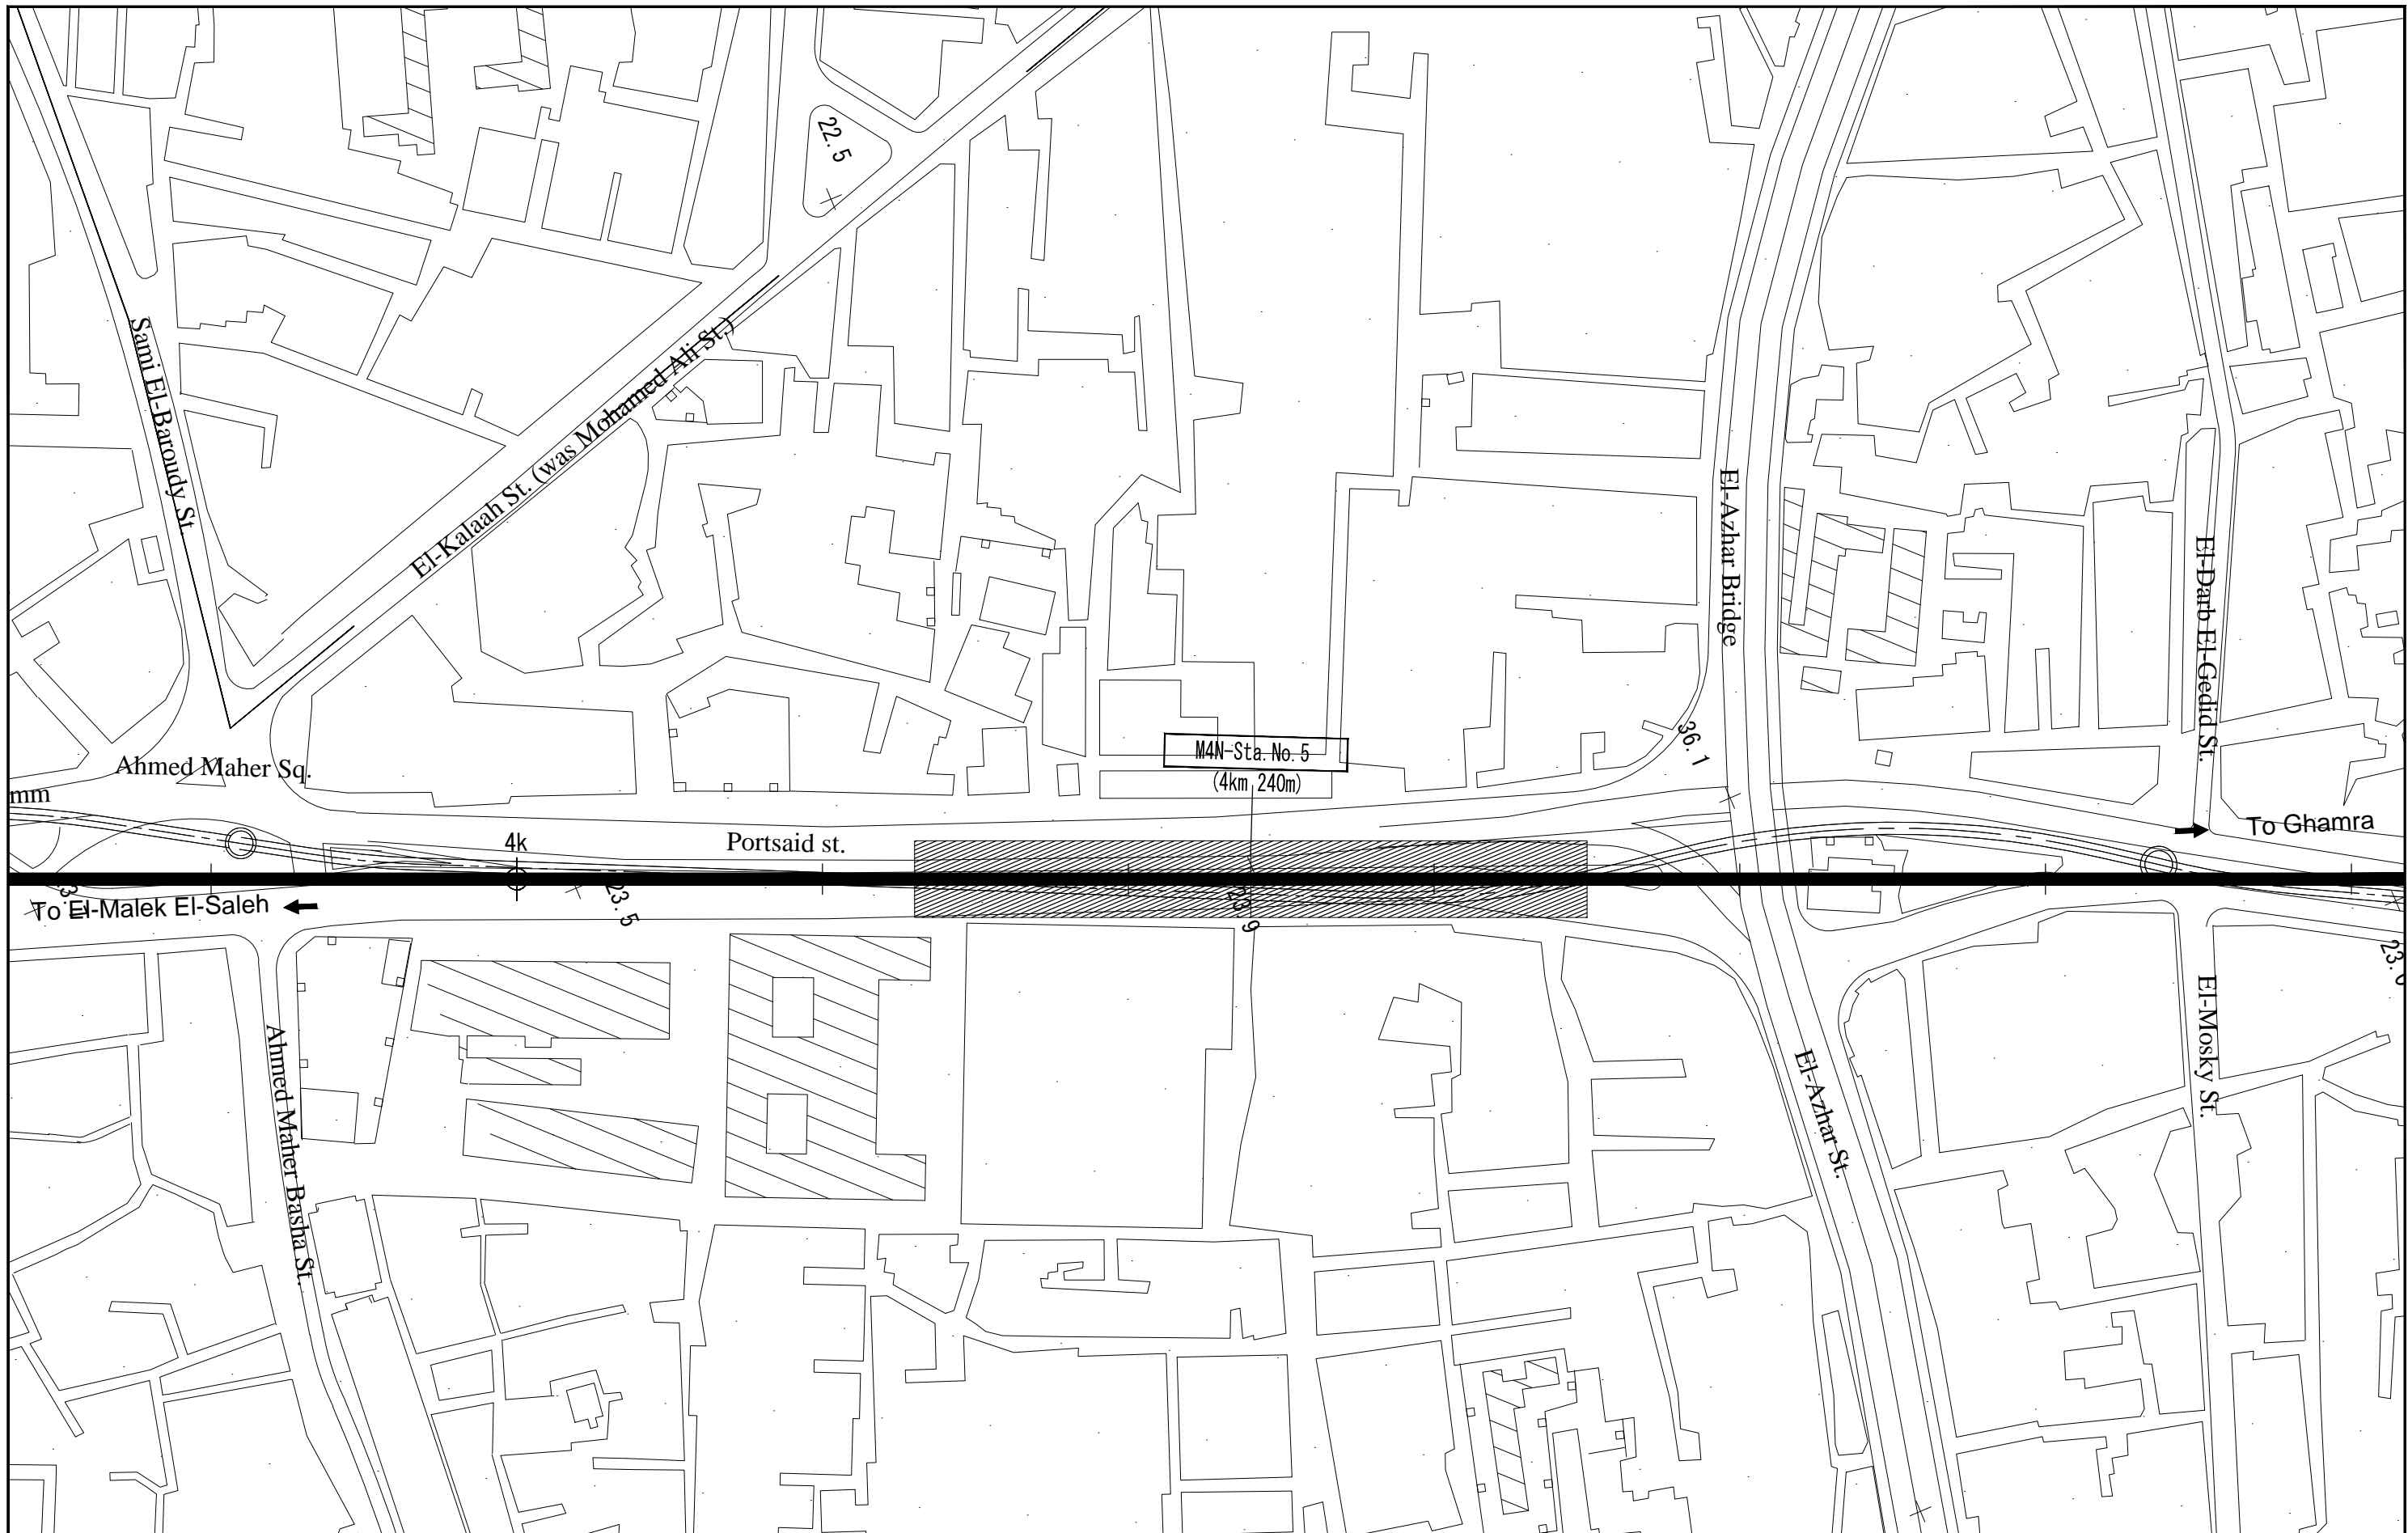 22.5
Sami El-Baroudy St.
El-Kalaah St. (was Mohamed Ali St.)
El-Azhar Bridge
El-Darb El-Gedid St.
36.1
Ahmed Maher Sq.
M4N-Sta.No.5
(4km 240m)
mm
Portsaid st.
4k
To Ghamra
To El-Malek El-Saleh
23.5
23.9
El-Mosky St.
Ahmed Maher Basha St.
El-Azhar St.